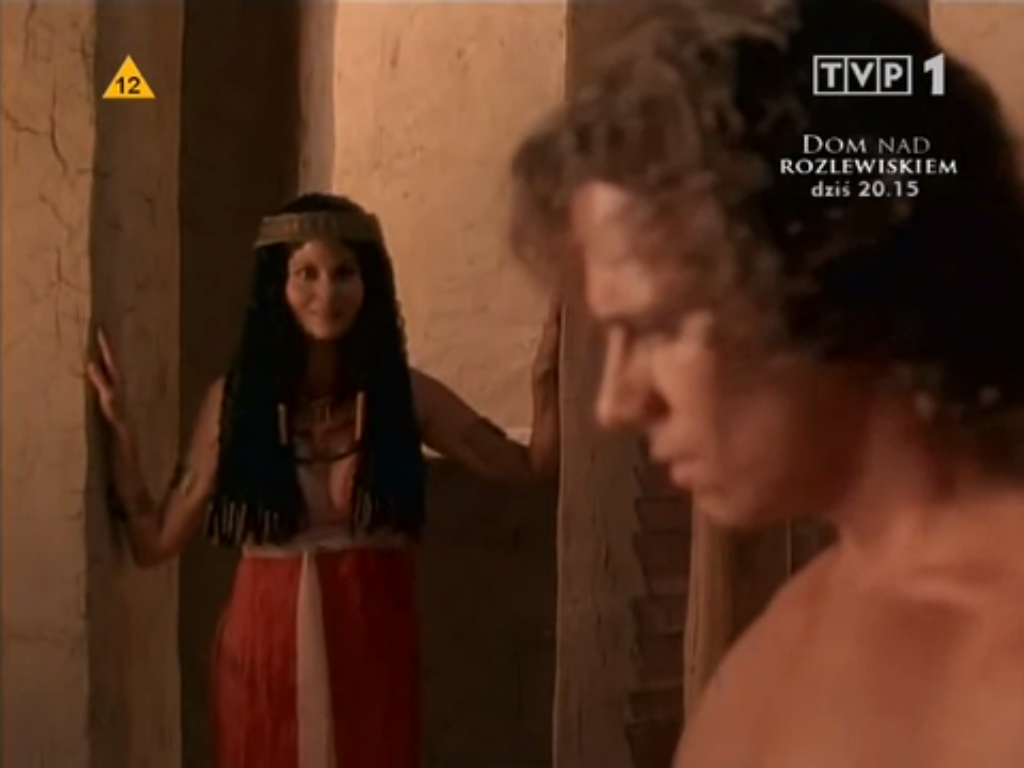 12
TVP 1
DOM NAD
ROZLEWISKIEM
dziś 20.15